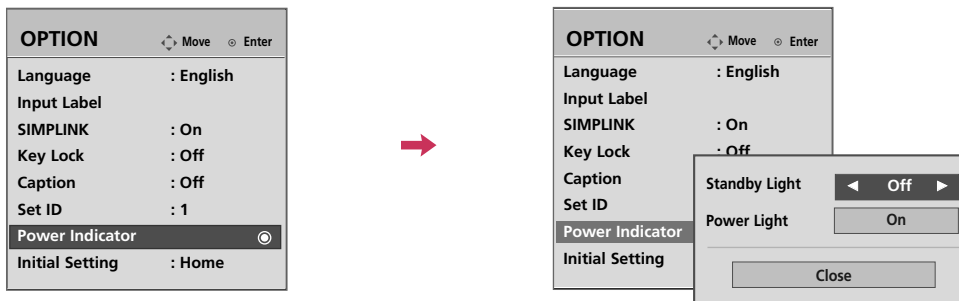 OPTION Move Enter
Language : English
Input Label
SIMPLINK : On
Key Lock : Off
Caption : Off
Set ID : 1
Power Indicator
Initial Setting : Home
OPTION Move Enter
Language : English
Input Label
SIMPLINK : On
Key Lock : Off
Caption
Set ID
Power Indicator
Initial Setting
Standby Light ◄ Off ►
Power Light On
Close